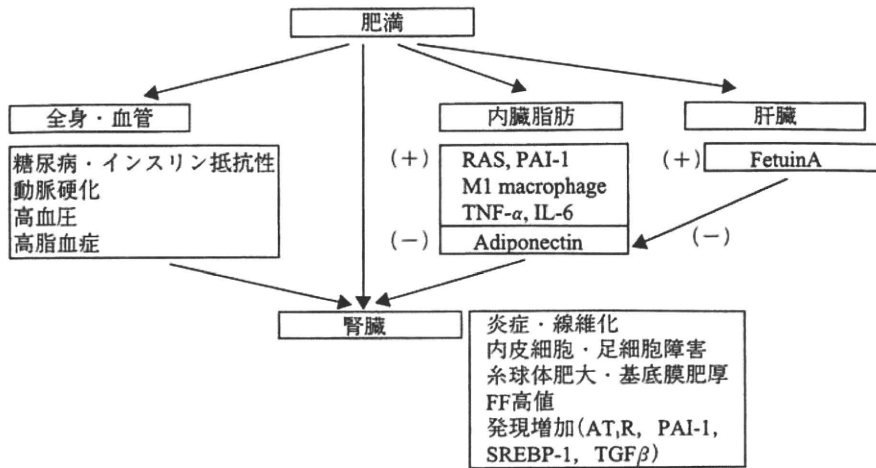 肥満
全身・血管
糖尿病・インスリン抵抗性
動脈硬化
高血圧
高脂血症
内臓脂肪
(+)
RAS, PAI-1
M1 macrophage
TNF-α, IL-6
(-)
Adiponectin
肝臓
(+)
FetuinA
(-)
腎臓
炎症・線維化
内皮細胞・足細胞障害
糸球体肥大・基底膜肥厚
FF高値
発現増加(AT₁R, PAI-1,
SREBP-1, TGFβ)